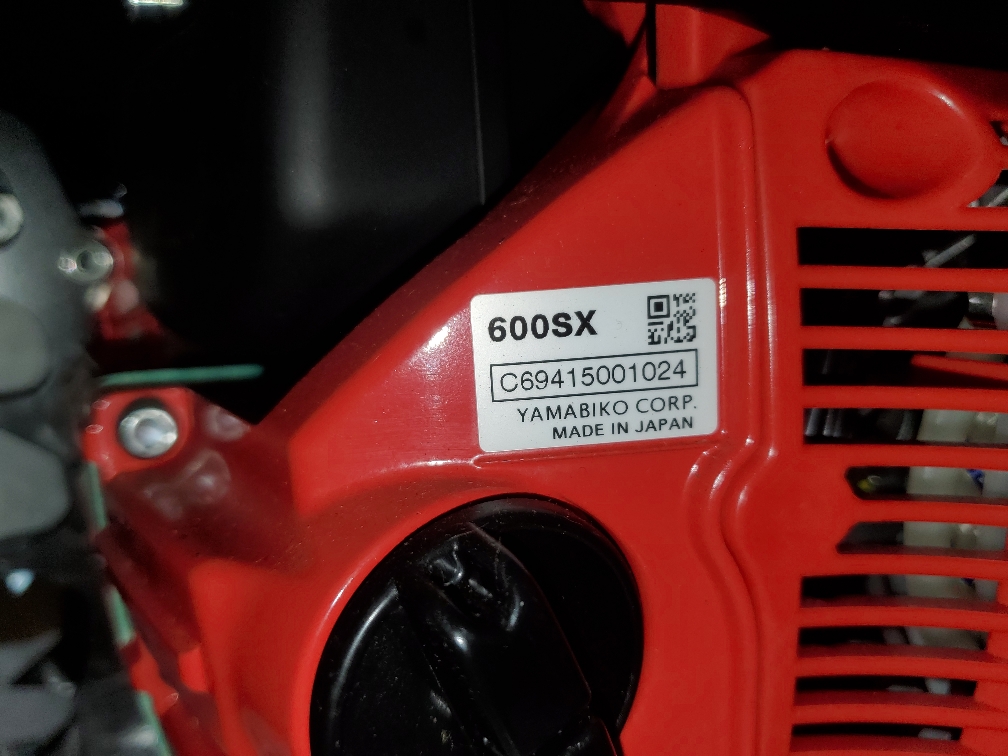 600SX
C69415001024
YAMABIKO CORP.
MADE IN JAPAN